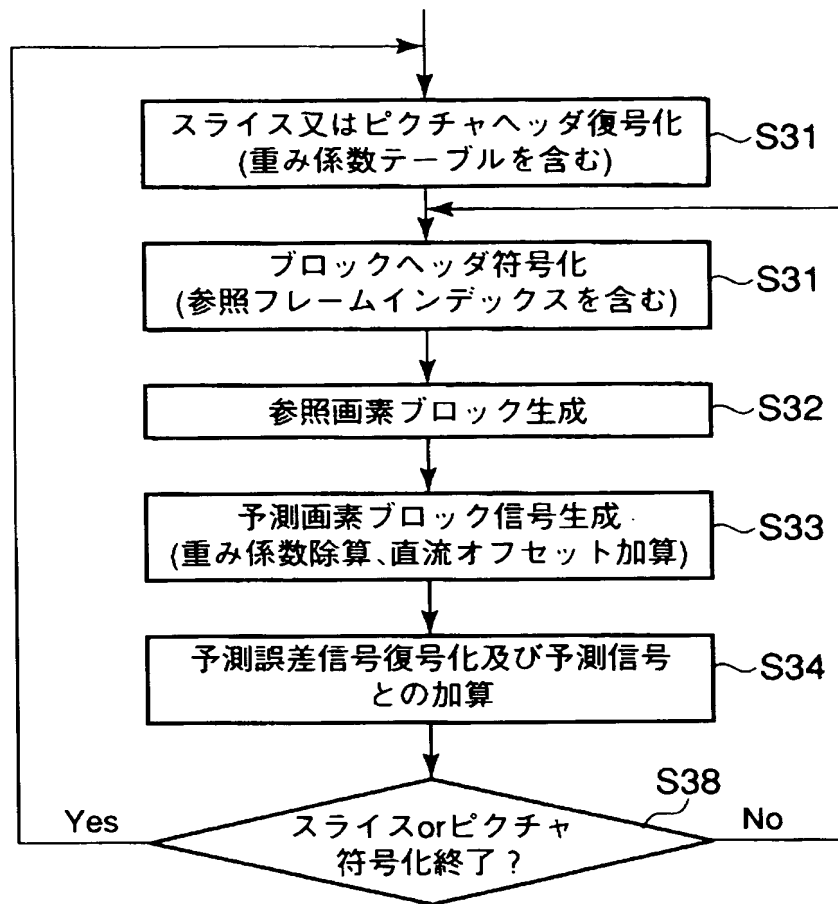 スライス又はピクチャヘッダ復号化
(重み係数テーブルを含む)
S31
ブロックヘッダ符号化
(参照フレームインデックスを含む)
S31
参照画素ブロック生成
S32
予測画素ブロック信号生成
(重み係数除算、直流オフセット加算)
S33
予測誤差信号復号化及び予測信号
との加算
S34
S38
Yes
スライスorピクチャ
符号化終了?
No